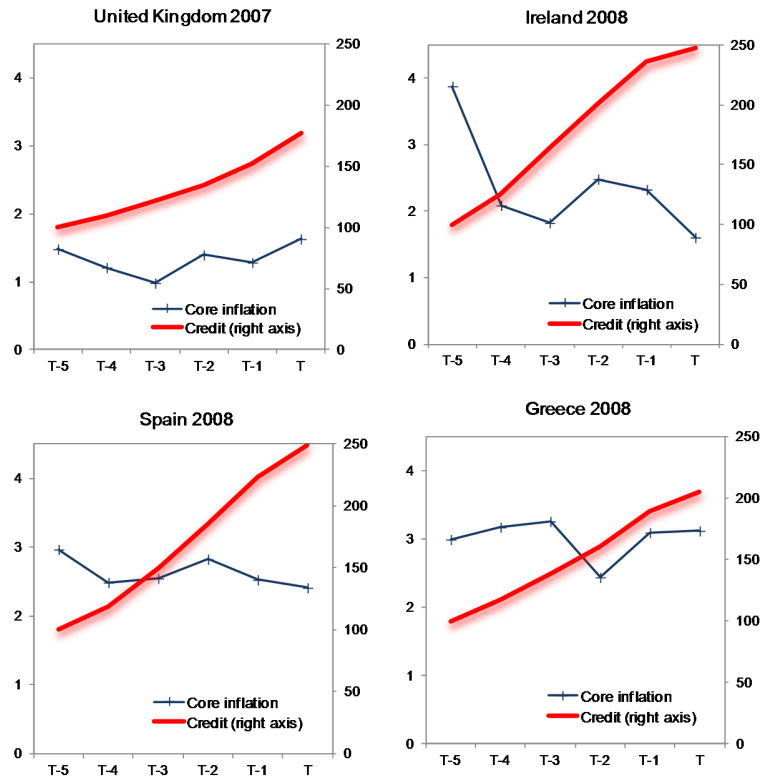 United Kingdom 2007
4
3
2
1
0
250
200
150
100
50
0
Core inflation
Credit (right axis)
T-5 T-4 T-3 T-2 T-1 T
Ireland 2008
4
3
2
1
0
250
200
150
100
50
0
Core inflation
Credit (right axis)
T-5 T-4 T-3 T-2 T-1 T
Spain 2008
4
3
2
1
0
250
200
150
100
50
0
Core inflation
Credit (right axis)
T-5 T-4 T-3 T-2 T-1 T
Greece 2008
4
3
2
1
0
250
200
150
100
50
0
Core inflation
Credit (right axis)
T-5 T-4 T-3 T-2 T-1 T